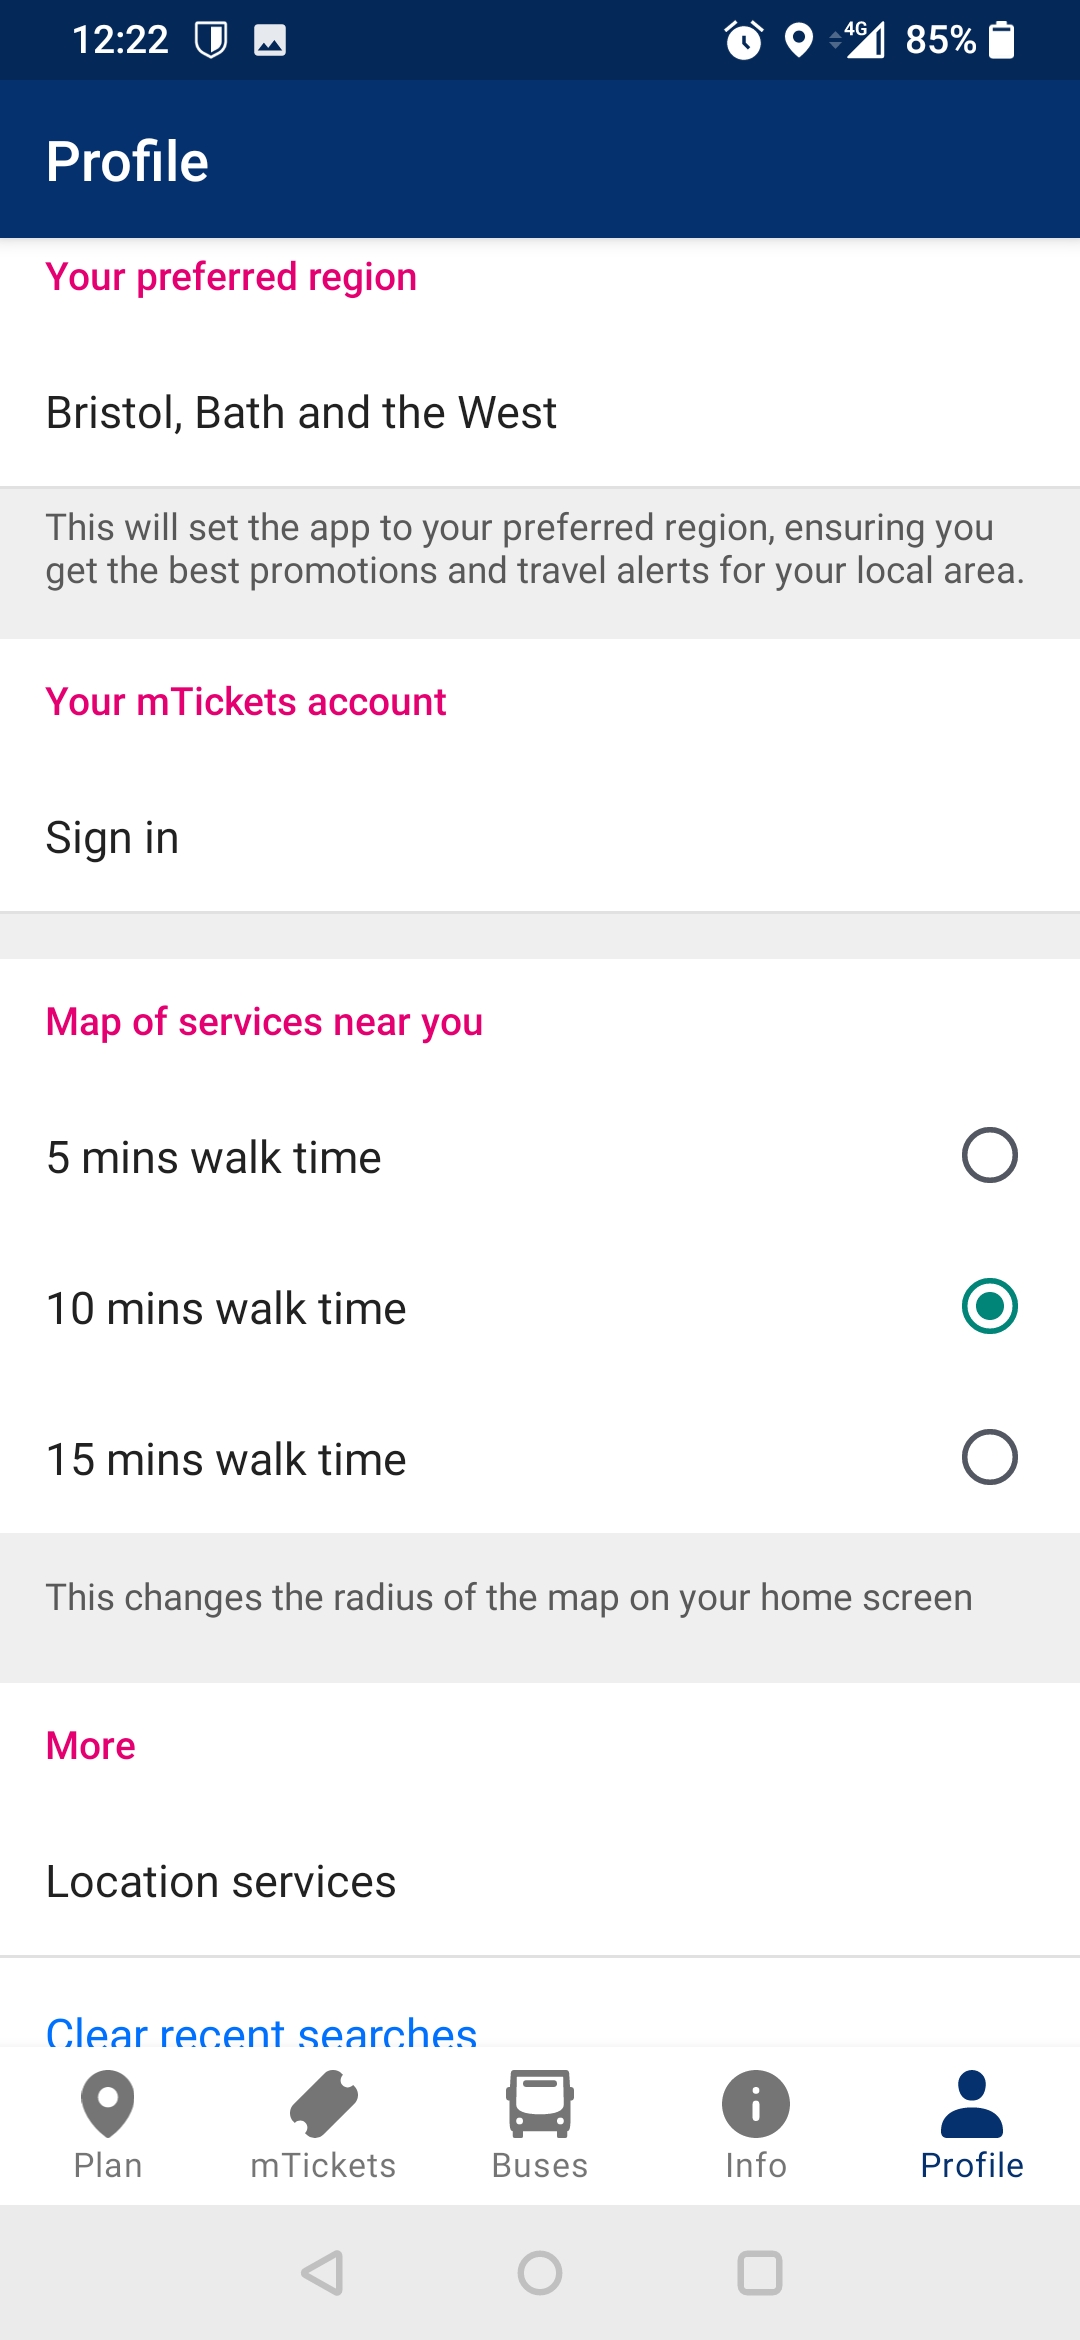 12:22
4G
85%
Profile
Your preferred region
Bristol, Bath and the West
This will set the app to your preferred region, ensuring you
get the best promotions and travel alerts for your local area.
Your mTickets account
Sign in
Map of services near you
5 mins walk time
10 mins walk time
15 mins walk time
This changes the radius of the map on your home screen
More
Location services
Clear recent searches
Plan
mTickets
Buses
Info
Profile